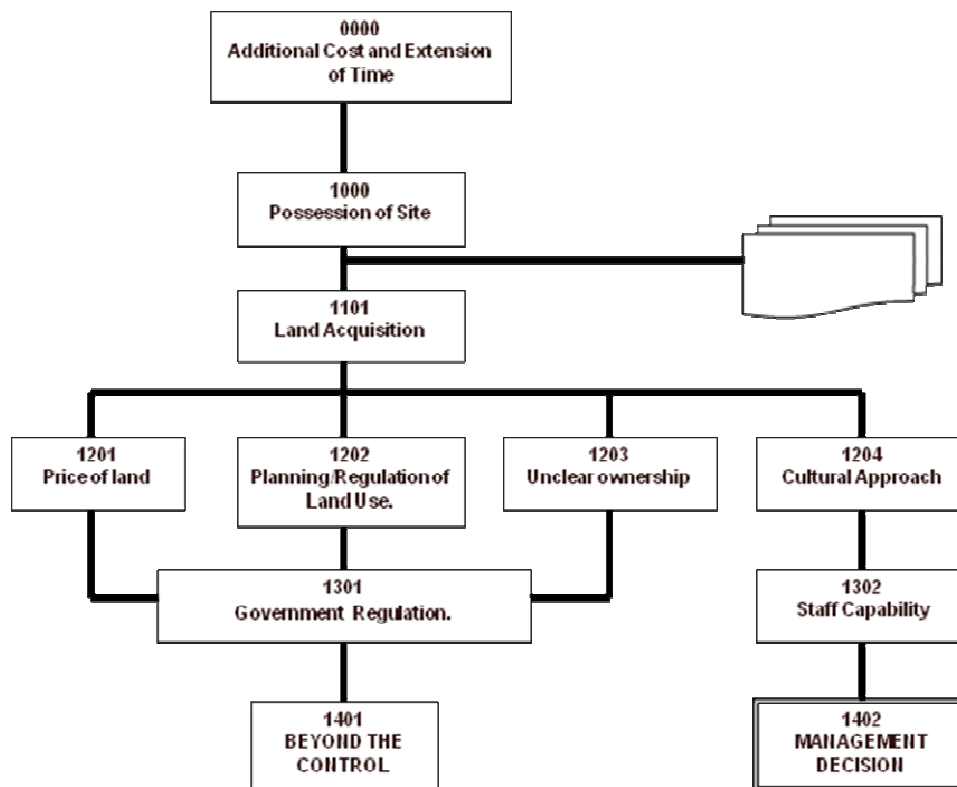 0000
Additional Cost and Extension
of Time
1000
Possession of Site
1101
Land Acquisition
1201
Price of land
1202
Planning/Regulation of
Land Use.
1203
Unclear ownership
1204
Cultural Approach
1301
Government Regulation.
1302
Staff Capability
1401
BEYOND THE
CONTROL
1402
MANAGEMENT
DECISION